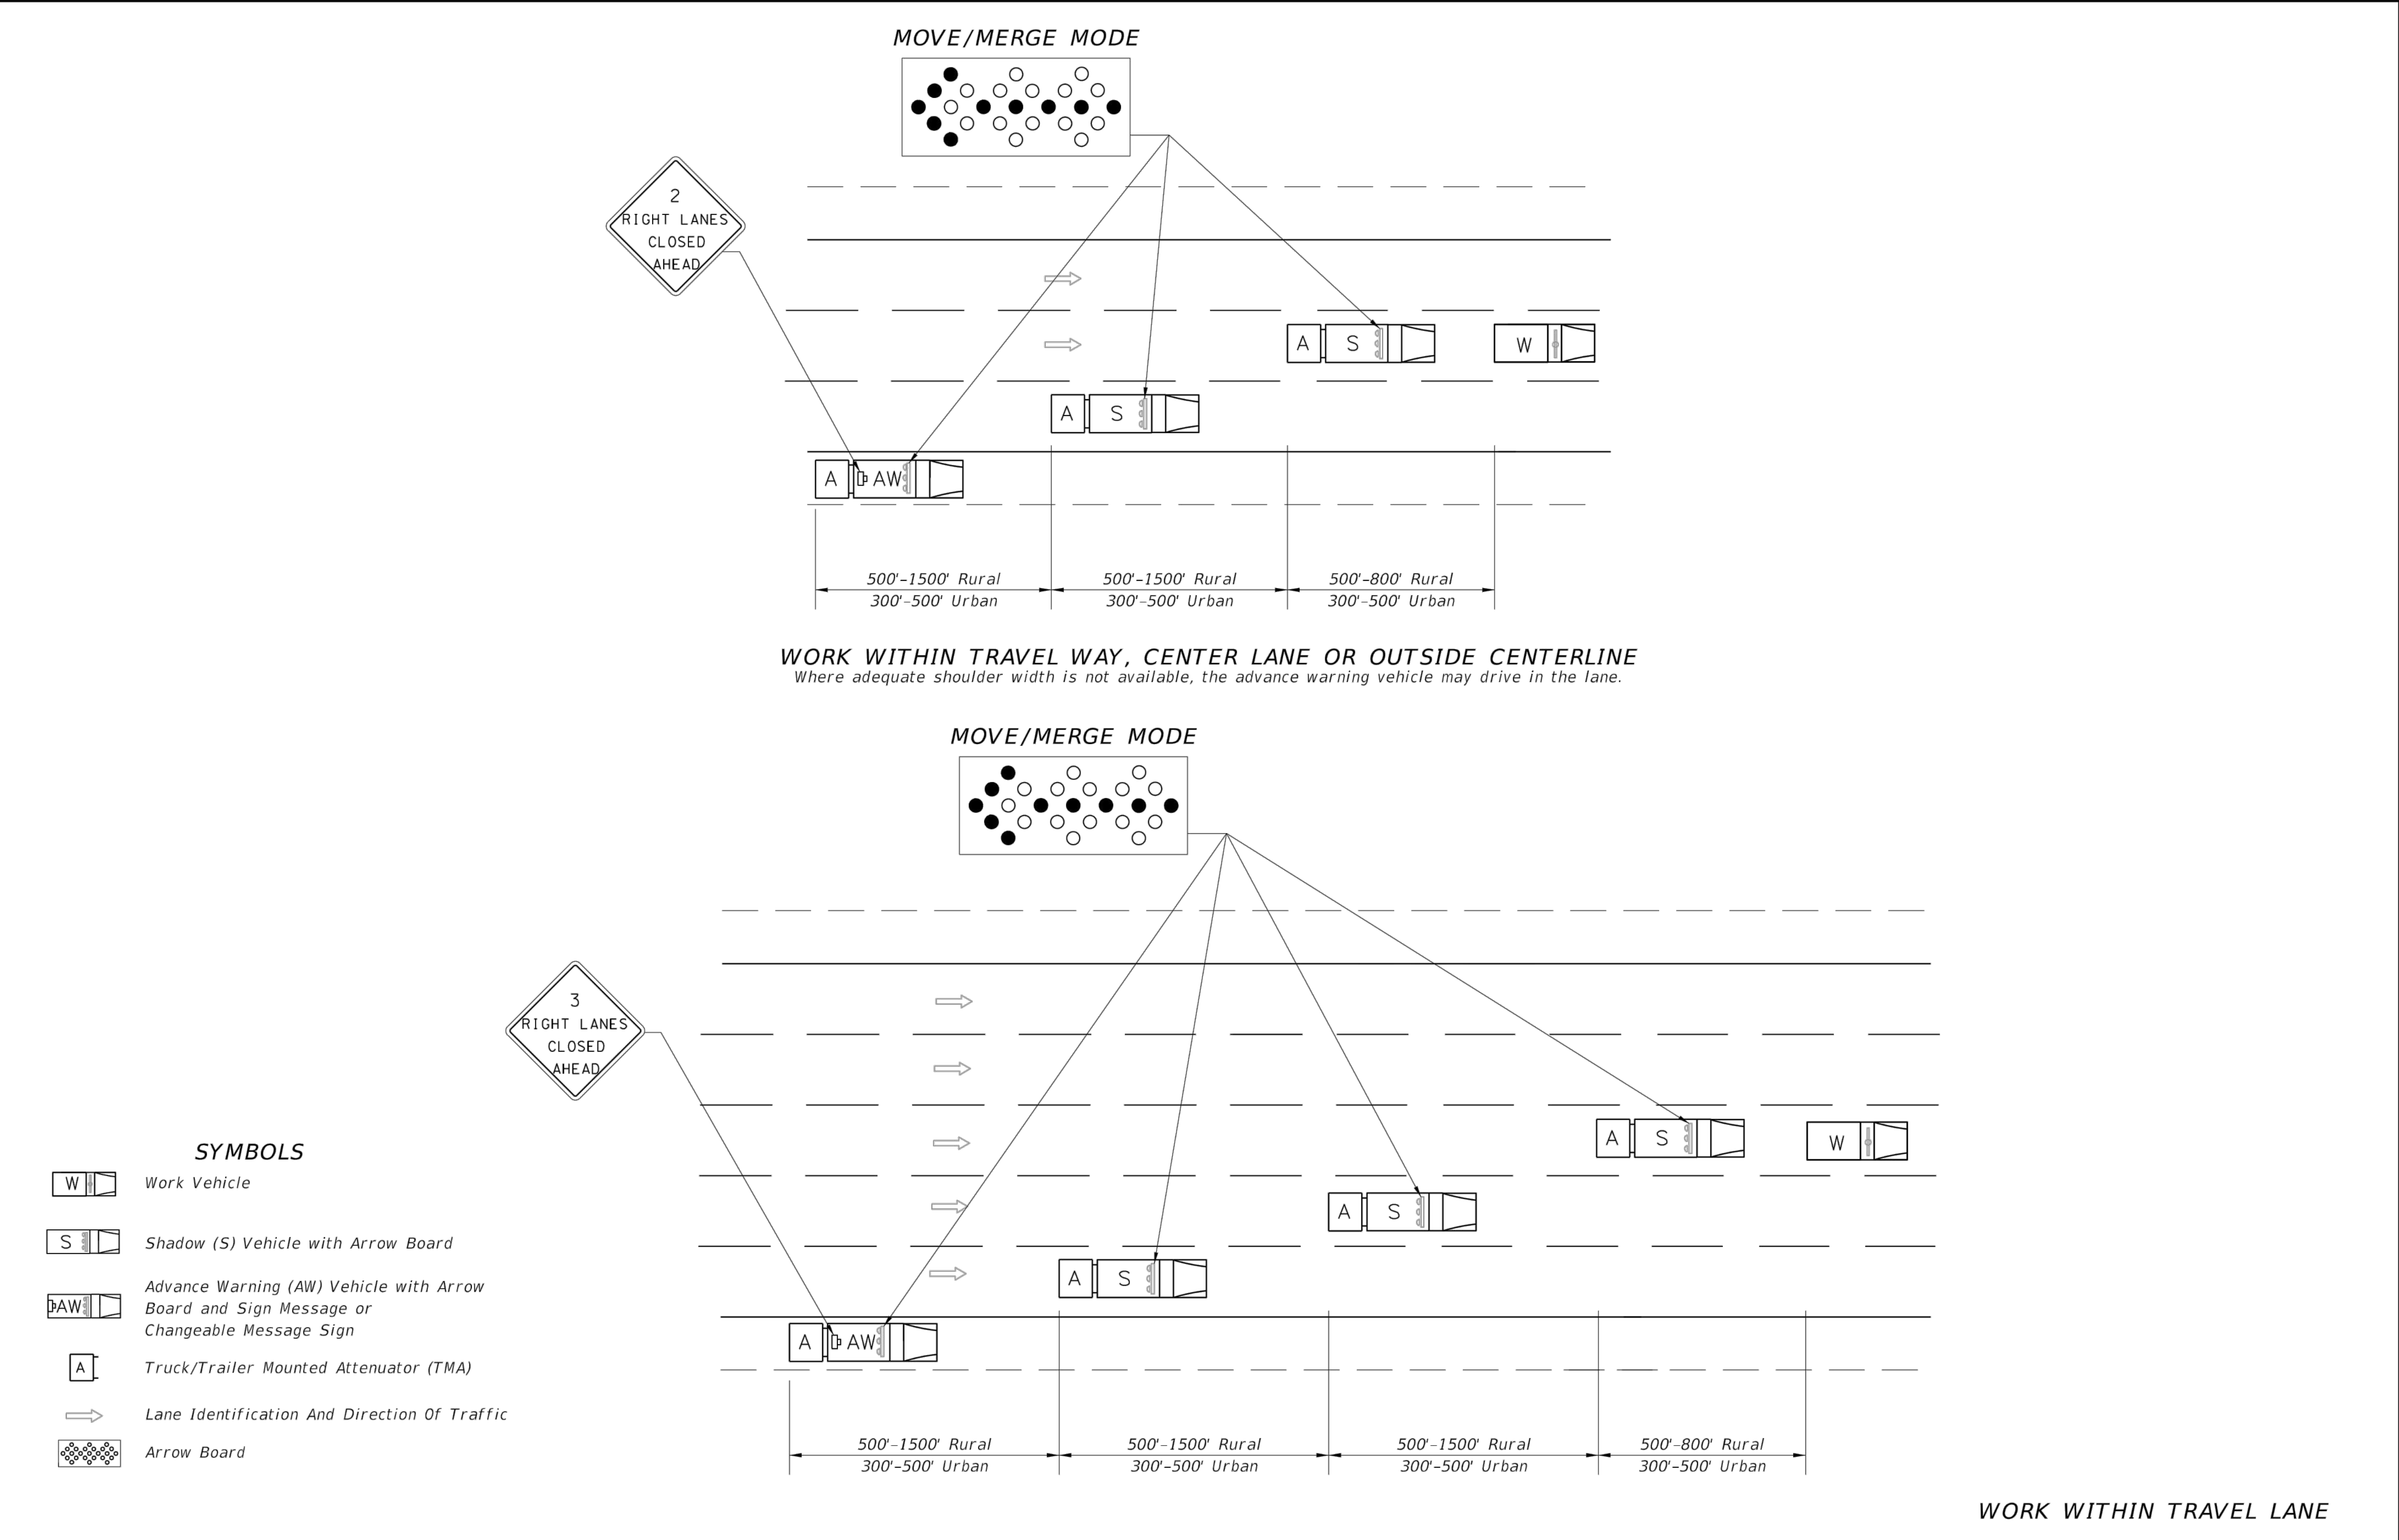 MOVE/MERGE MODE
2
RIGHT LANES
CLOSED
AHEAD
A S
W
A S
A AW
500'-1500' Rural
300'-500' Urban
500'-1500' Rural
300'-500' Urban
500'-800' Rural
300'-500' Urban
WORK WITHIN TRAVEL WAY, CENTER LANE OR OUTSIDE CENTERLINE
Where adequate shoulder width is not available, the advance warning vehicle may drive in the lane.
MOVE/MERGE MODE
3
RIGHT LANES
CLOSED
AHEAD
A S
W
A S
A S
A AW
500'-1500' Rural
300'-500' Urban
500'-1500' Rural
300'-500' Urban
500'-1500' Rural
300'-500' Urban
500'-800' Rural
300'-500' Urban
SYMBOLS
W Work Vehicle
S Shadow (S) Vehicle with Arrow Board
Advance Warning (AW) Vehicle with Arrow
AW Board and Sign Message or
Changeable Message Sign
A Truck/Trailer Mounted Attenuator (TMA)
Lane Identification And Direction Of Traffic
Arrow Board
WORK WITHIN TRAVEL LANE